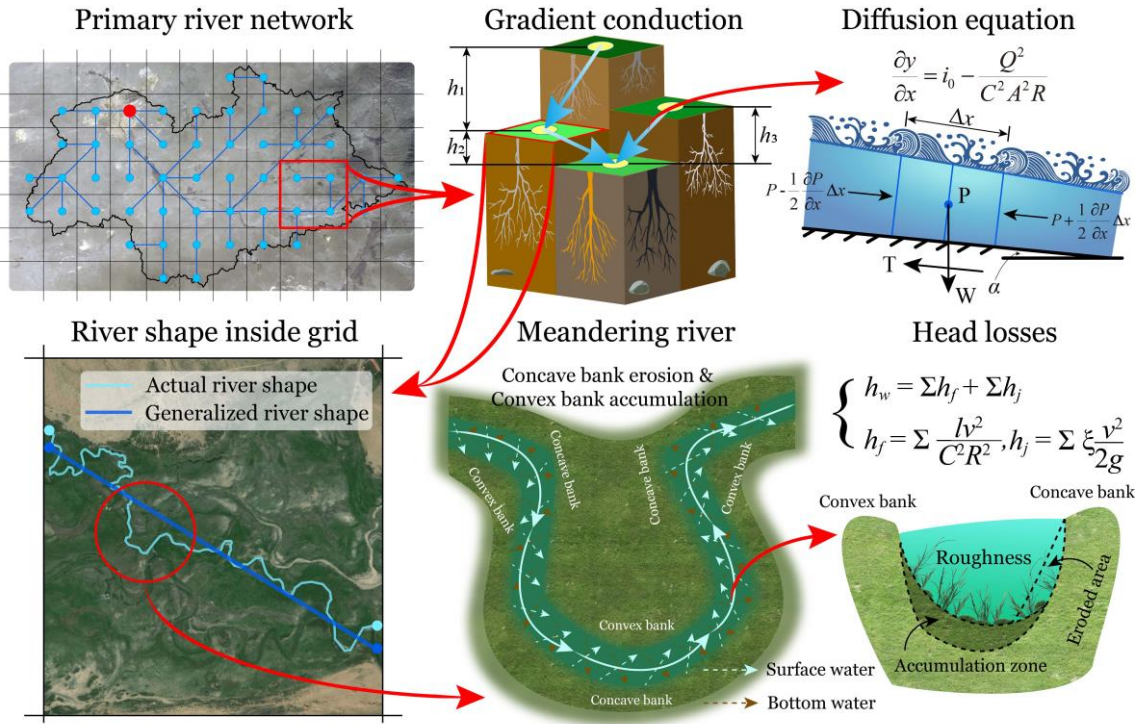 Primary river network
Gradient conduction
h₁
h₂
h₃
Diffusion equation
∂y/∂x = i₀ − Q²/(C²A²R)
Δx
P - 1/2 ∂P/∂x Δx
P
P + 1/2 ∂P/∂x Δx
T
W
α
River shape inside grid
Actual river shape
Generalized river shape
Meandering river
Concave bank erosion &
Convex bank accumulation
Concave bank
Convex bank
Concave bank
Convex bank
Convex bank
Concave bank
Surface water
Bottom water
Head losses
h_w = Σh_f + Σh_j
h_f = Σ lv²/(C²R²), h_j = Σ ξ v²/2g
Convex bank
Concave bank
Roughness
Eroded area
Accumulation zone